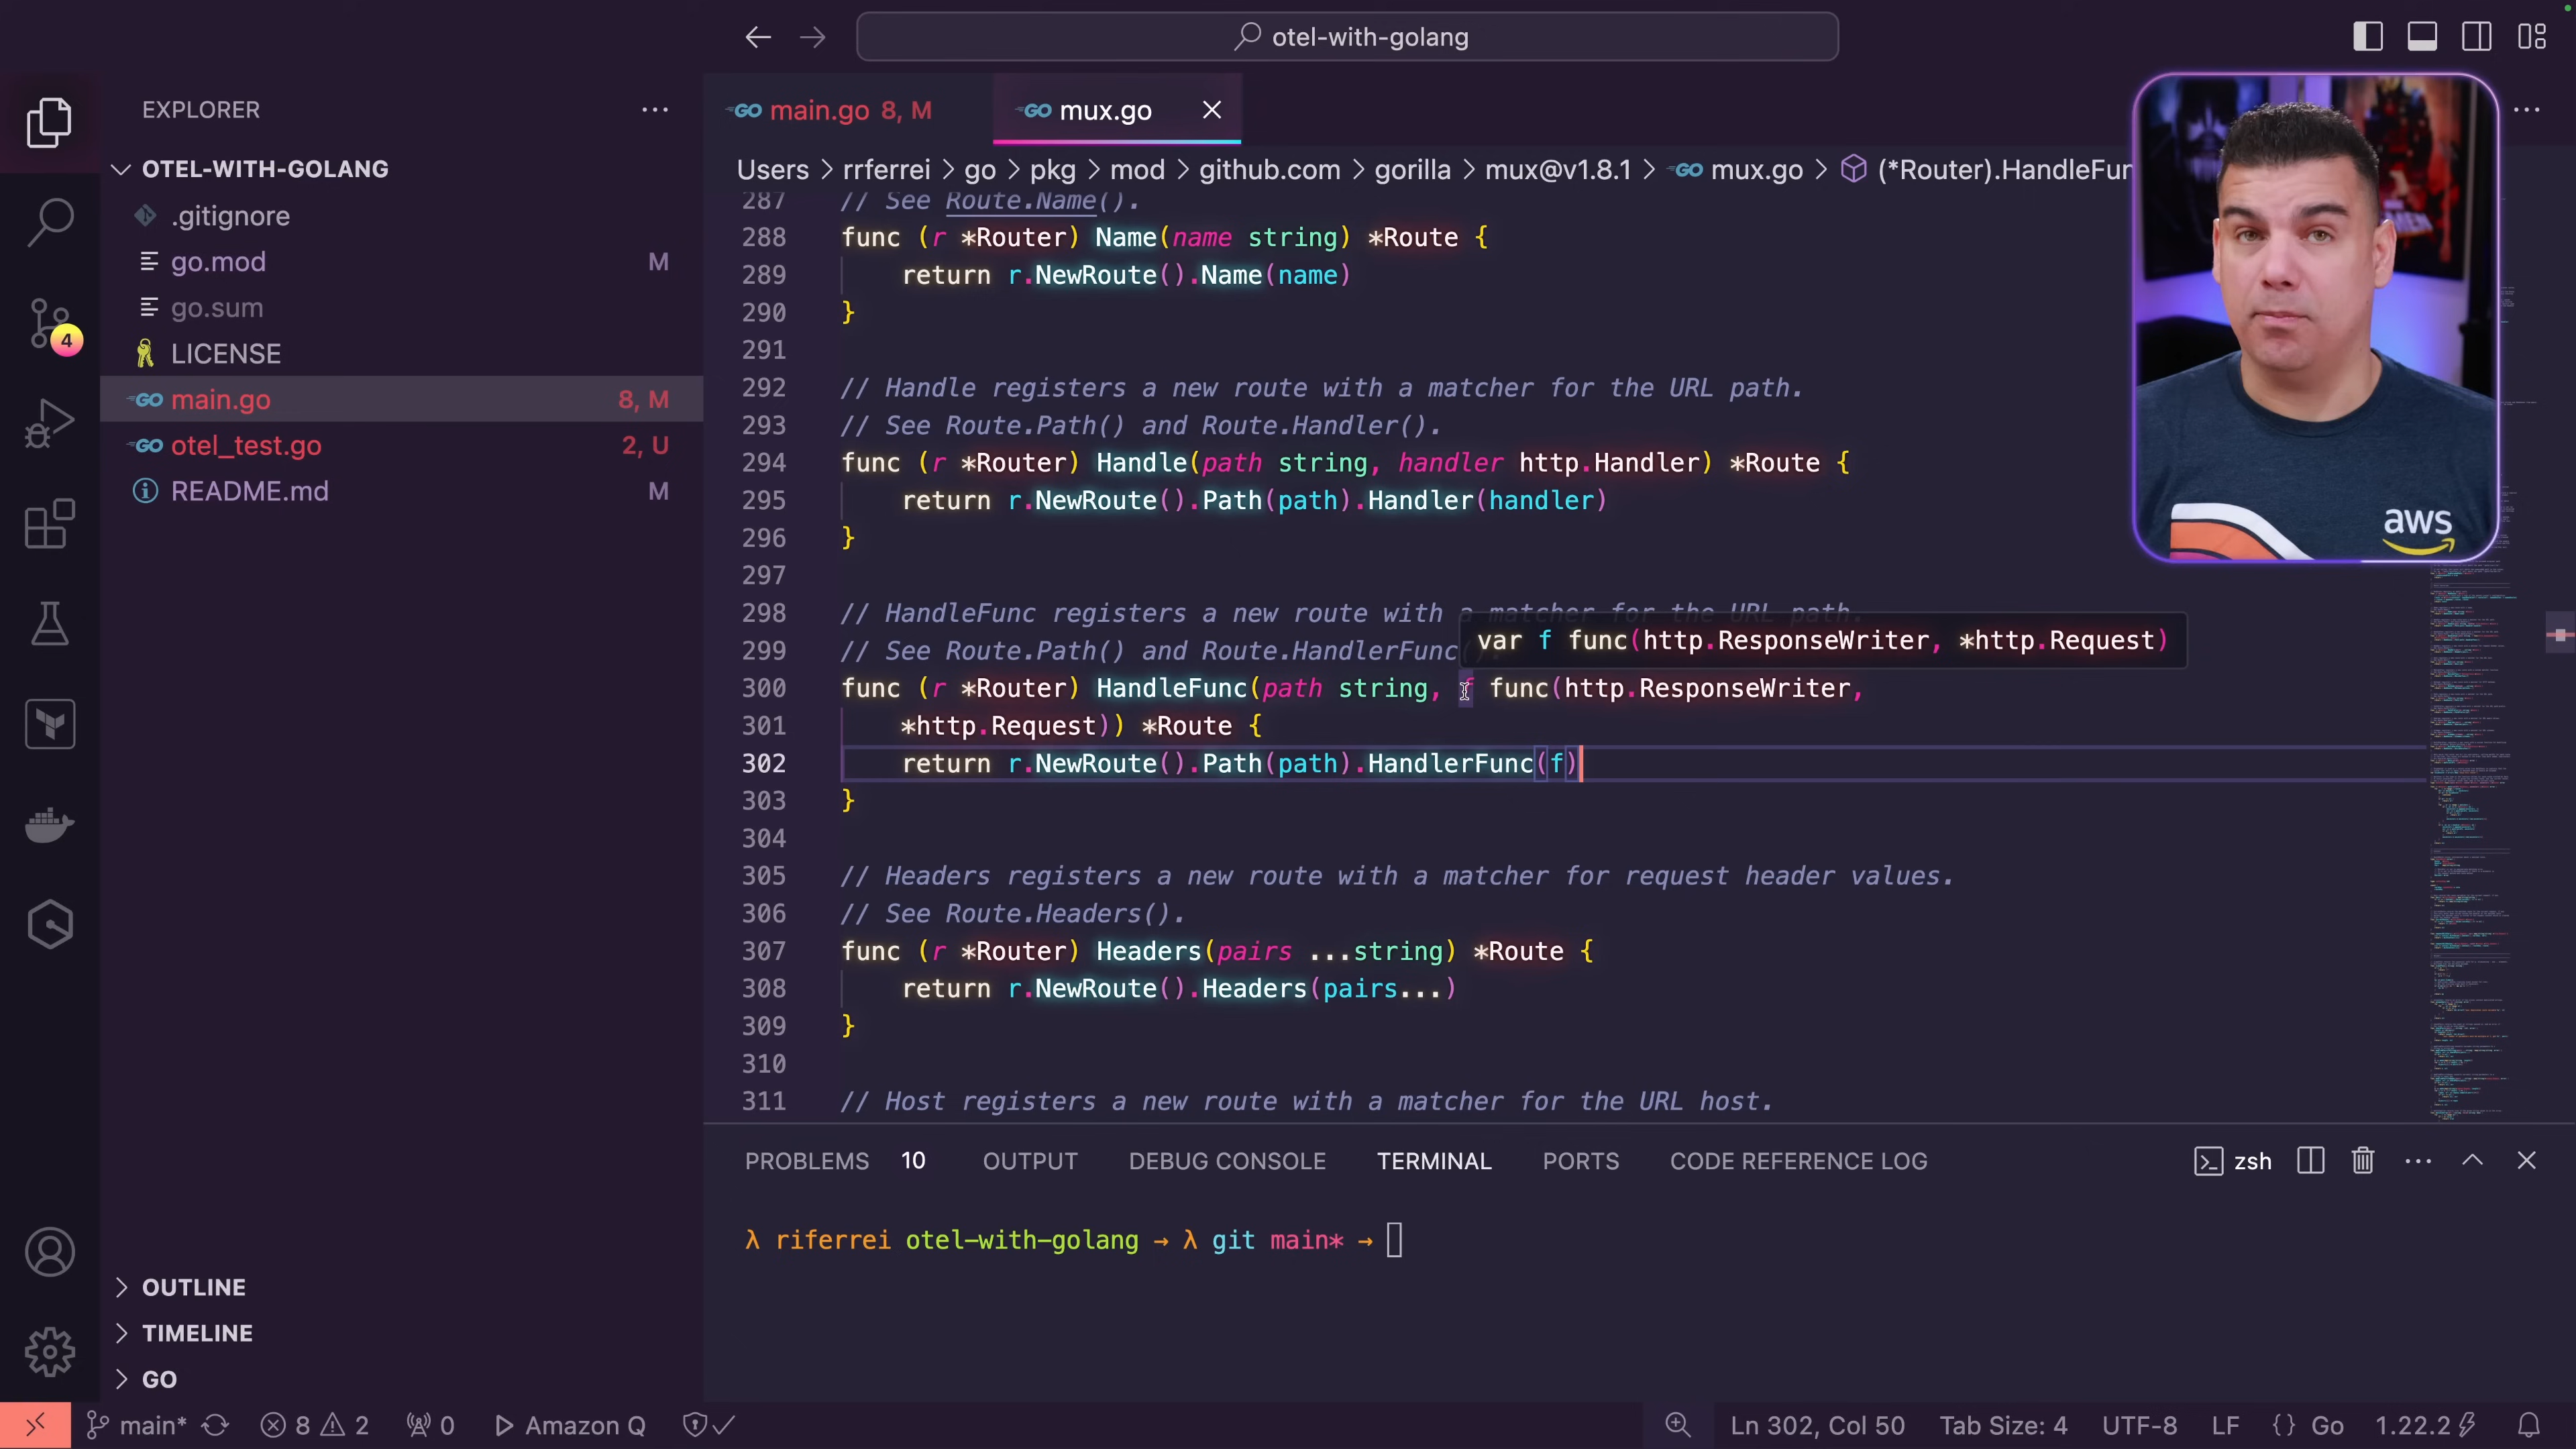 otel-with-golang
EXPLORER
OTEL-WITH-GOLANG
.gitignore
go.mod M
go.sum
LICENSE
main.go 8, M
otel_test.go 2, U
README.md M
4
OUTLINE
TIMELINE
GO
GO main.go 8, M
GO mux.go
Users > rrferrei > go > pkg > mod > github.com > gorilla > mux@v1.8.1 > GO mux.go > (*Router).HandleFun
287 // See Route.Name().
288 func (r *Router) Name(name string) *Route {
289 return r.NewRoute().Name(name)
290 }
291
292 // Handle registers a new route with a matcher for the URL path.
293 // See Route.Path() and Route.Handler().
294 func (r *Router) Handle(path string, handler http.Handler) *Route {
295 return r.NewRoute().Path(path).Handler(handler)
296 }
297
298 // HandleFunc registers a new route with a matcher for the URL path.
299 // See Route.Path() and Route.HandlerFunc().
var f func(http.ResponseWriter, *http.Request)
300 func (r *Router) HandleFunc(path string, f func(http.ResponseWriter,
301 *http.Request)) *Route {
302 return r.NewRoute().Path(path).HandlerFunc(f)
303 }
304
305 // Headers registers a new route with a matcher for request header values.
306 // See Route.Headers().
307 func (r *Router) Headers(pairs ...string) *Route {
308 return r.NewRoute().Headers(pairs...)
309 }
310
311 // Host registers a new route with a matcher for the URL host.
aws
PROBLEMS 10 OUTPUT DEBUG CONSOLE TERMINAL PORTS CODE REFERENCE LOG zsh
λ riferrei otel-with-golang → λ git main* →
main* 8 2 0 Amazon Q Ln 302, Col 50 Tab Size: 4 UTF-8 LF {} Go 1.22.2